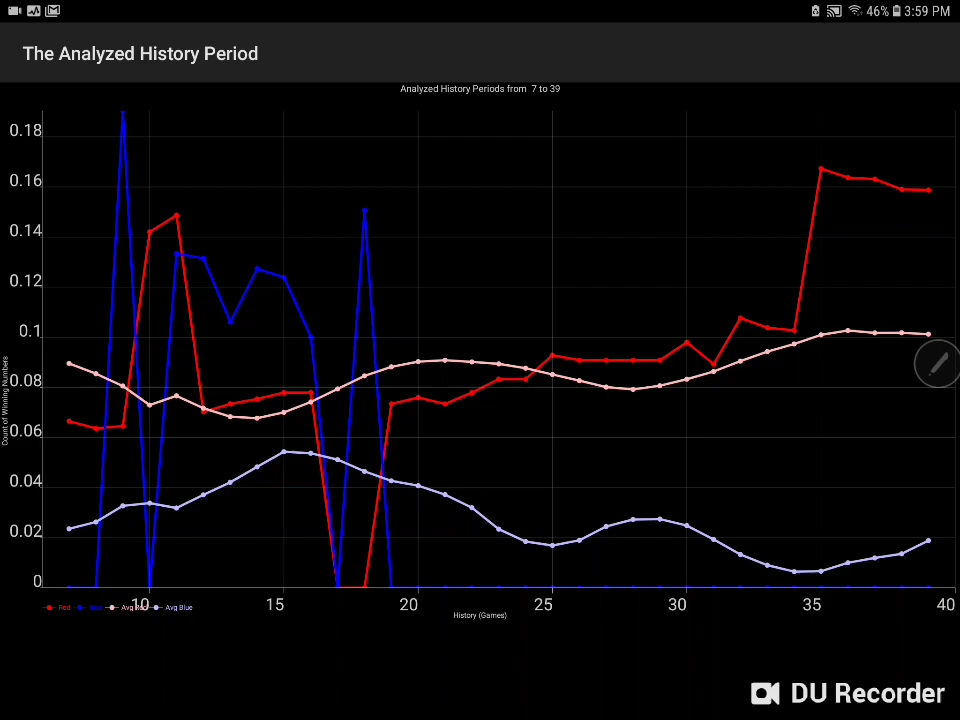 46% 3:59 PM
The Analyzed History Period
Analyzed History Periods from 7 to 39
0.18
0.16
0.14
0.12
0.1
0.08
0.06
0.04
0.02
0
Count of Winning Numbers
10 15 20 25 30 35 40
Red Blue Avg Red Avg Blue
History (Games)
DU Recorder